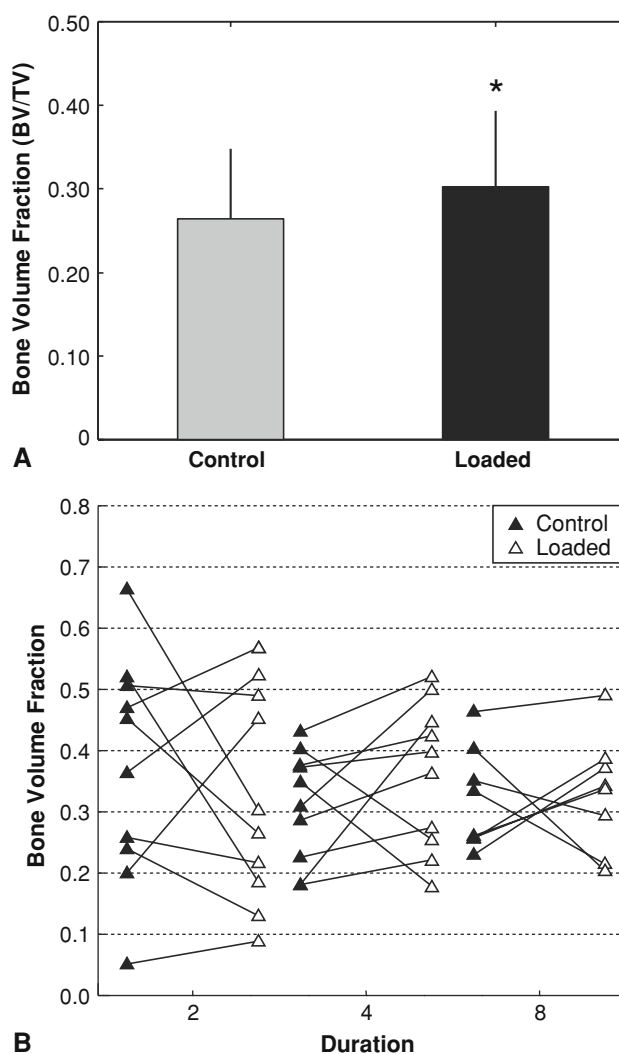 0.50
0.40
0.30
0.20
0.10
0
Bone Volume Fraction (BV/TV)
*
Control
Loaded
A
0.8
0.7
0.6
0.5
0.4
0.3
0.2
0.1
0.0
Bone Volume Fraction
Control
Loaded
2
4
8
B
Duration